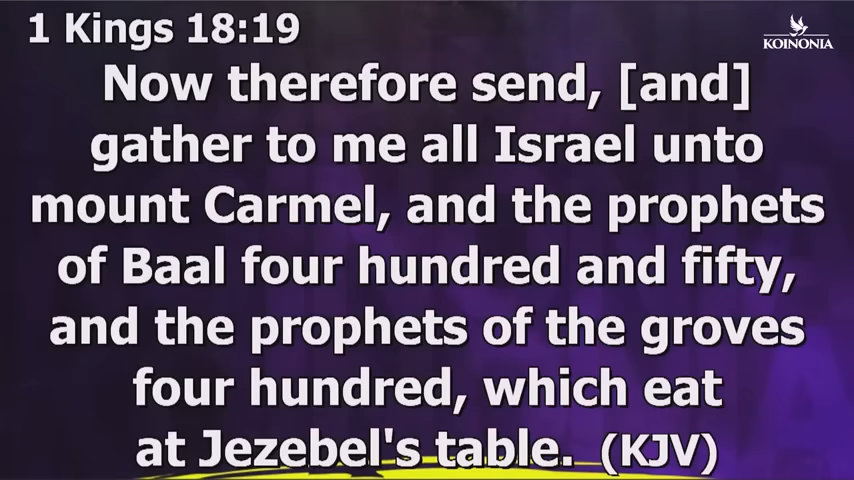 1 Kings 18:19
KOINONIA
Now therefore send, [and]
gather to me all Israel unto
mount Carmel, and the prophets
of Baal four hundred and fifty,
and the prophets of the groves
four hundred, which eat
at Jezebel's table. (KJV)